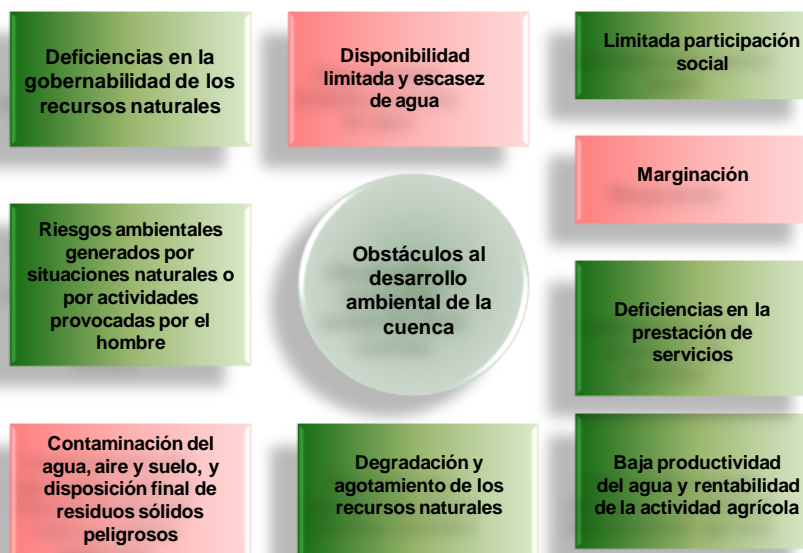 Deficiencias en la
gobernabilidad de los
recursos naturales
Disponibilidad
limitada y escasez
de agua
Limitada participación
social
Marginación
Riesgos ambientales
generados por
situaciones naturales o
por actividades
provocadas por el
hombre
Obstáculos al
desarrollo
ambiental de la
cuenca
Deficiencias en la
prestación de
servicios
Contaminación del
agua, aire y suelo, y
disposición final de
residuos sólidos
peligrosos
Degradación y
agotamiento de los
recursos naturales
Baja productividad
del agua y rentabilidad
de la actividad agrícola